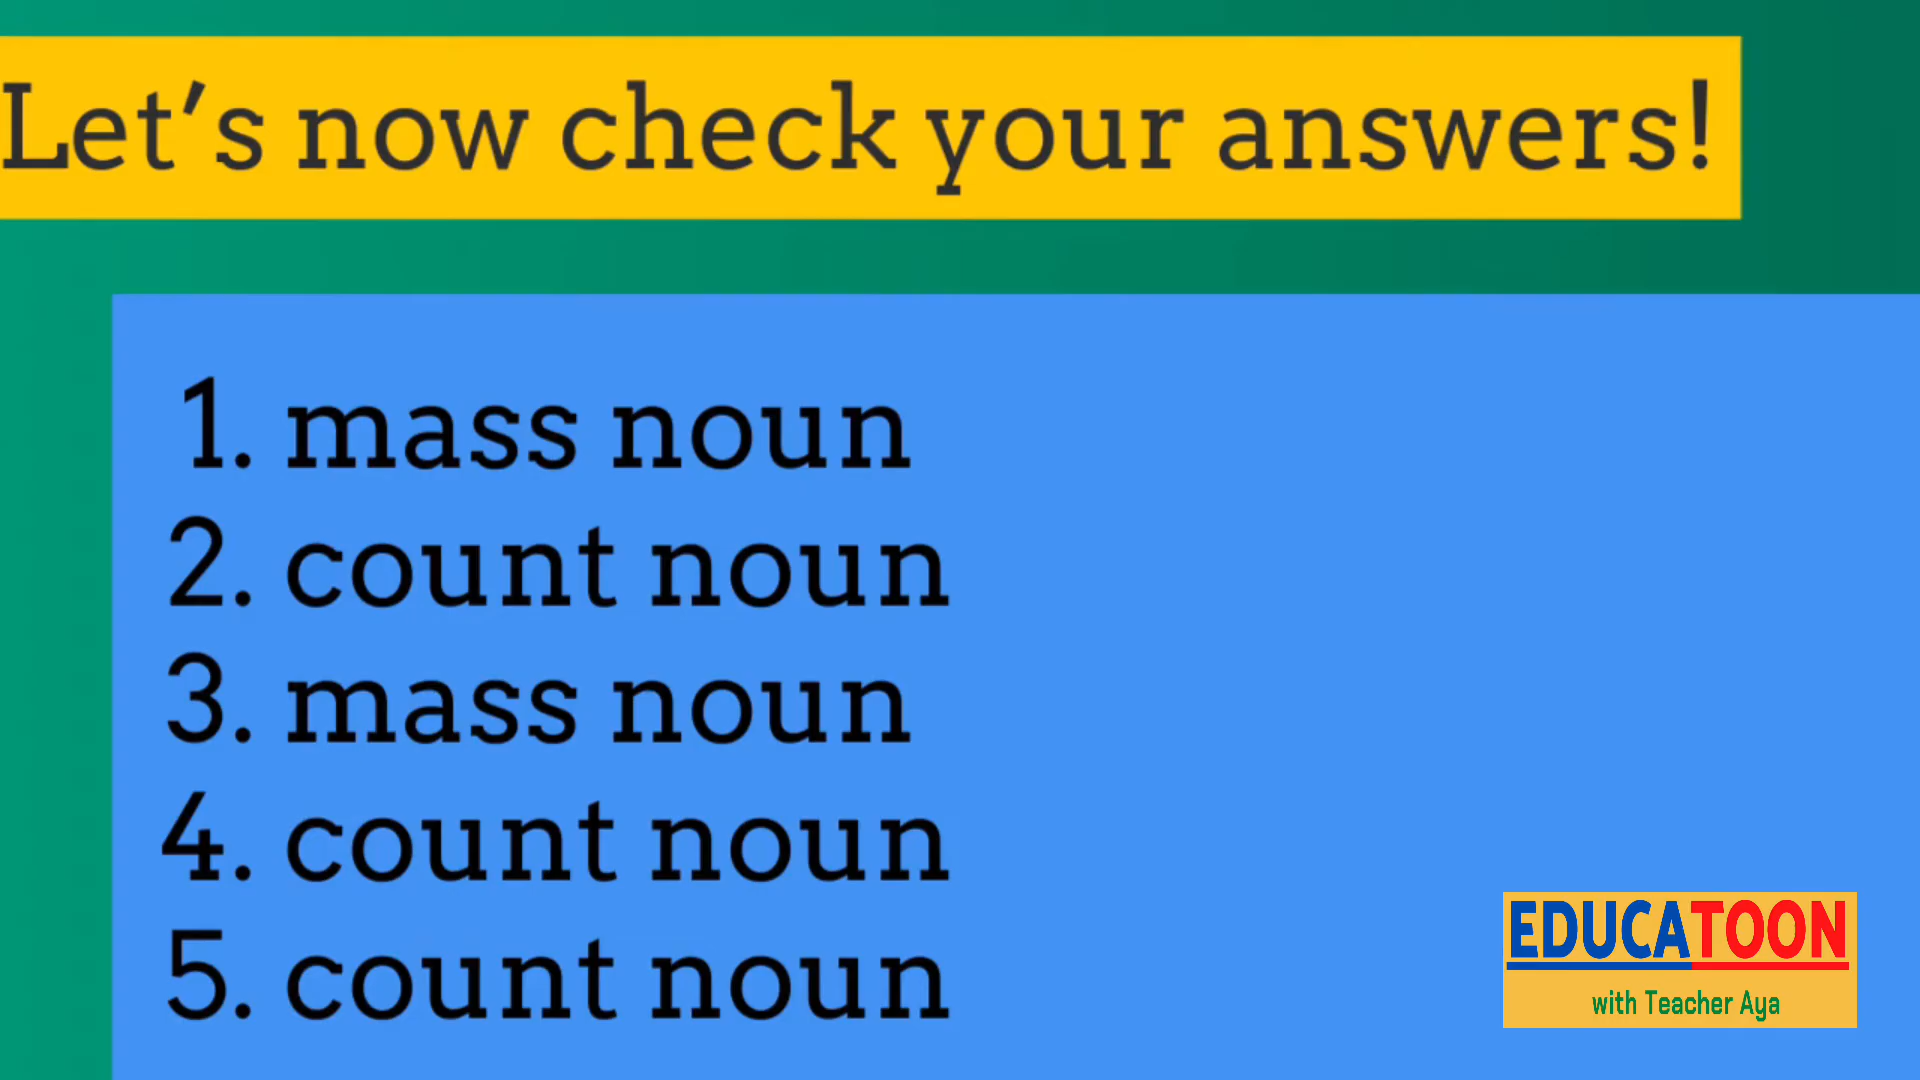 Let’s now check your answers!
1. mass noun
2. count noun
3. mass noun
4. count noun
5. count noun
EDUCATOON
with Teacher Aya